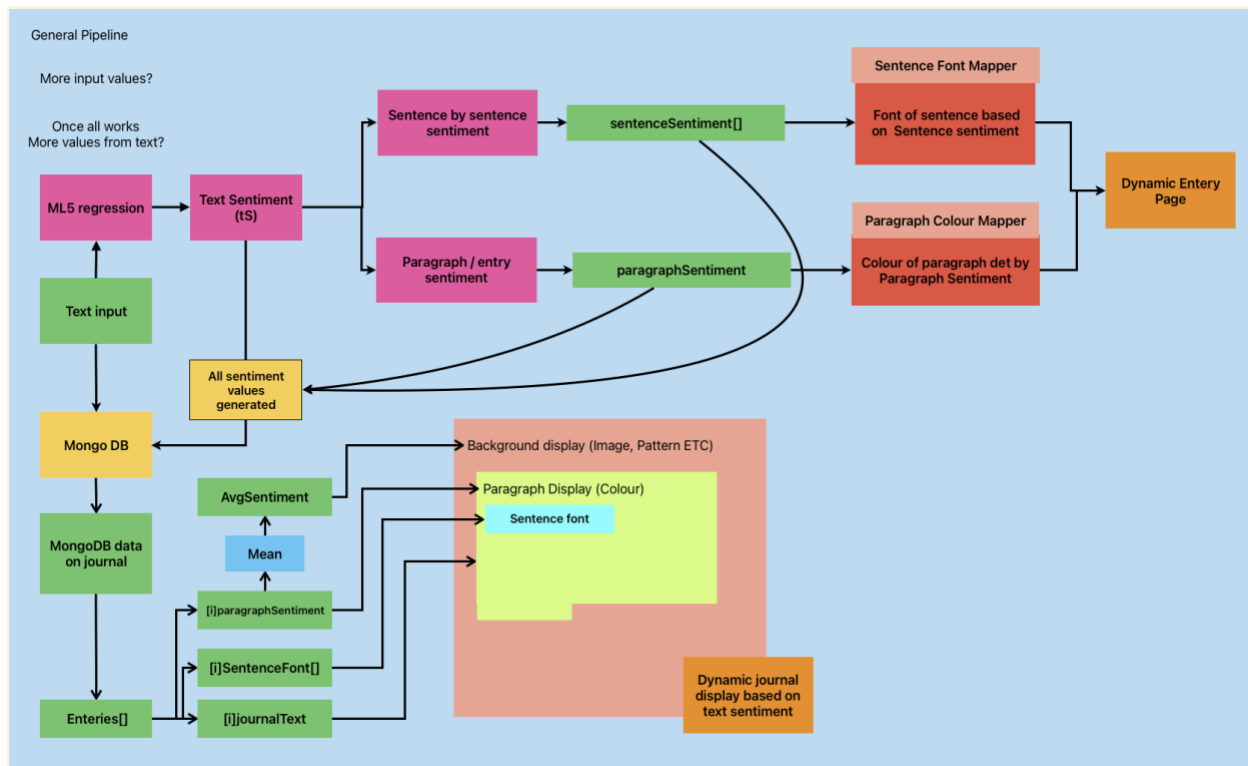 General Pipeline
More input values?
Once all works
More values from text?
ML5 regression
Text Sentiment
(tS)
Text input
Sentence by sentence
sentiment
sentenceSentiment[]
Sentence Font Mapper
Font of sentence based
on Sentence sentiment
Paragraph / entry
sentiment
paragraphSentiment
Paragraph Colour Mapper
Colour of paragraph det by
Paragraph Sentiment
Dynamic Entery
Page
All sentiment
values
generated
Mongo DB
MongoDB data
on journal
Enteries[]
AvgSentiment
Mean
[i]paragraphSentiment
[i]SentenceFont[]
[i]journalText
Background display (Image, Pattern ETC)
Paragraph Display (Colour)
Sentence font
Dynamic journal
display based on
text sentiment